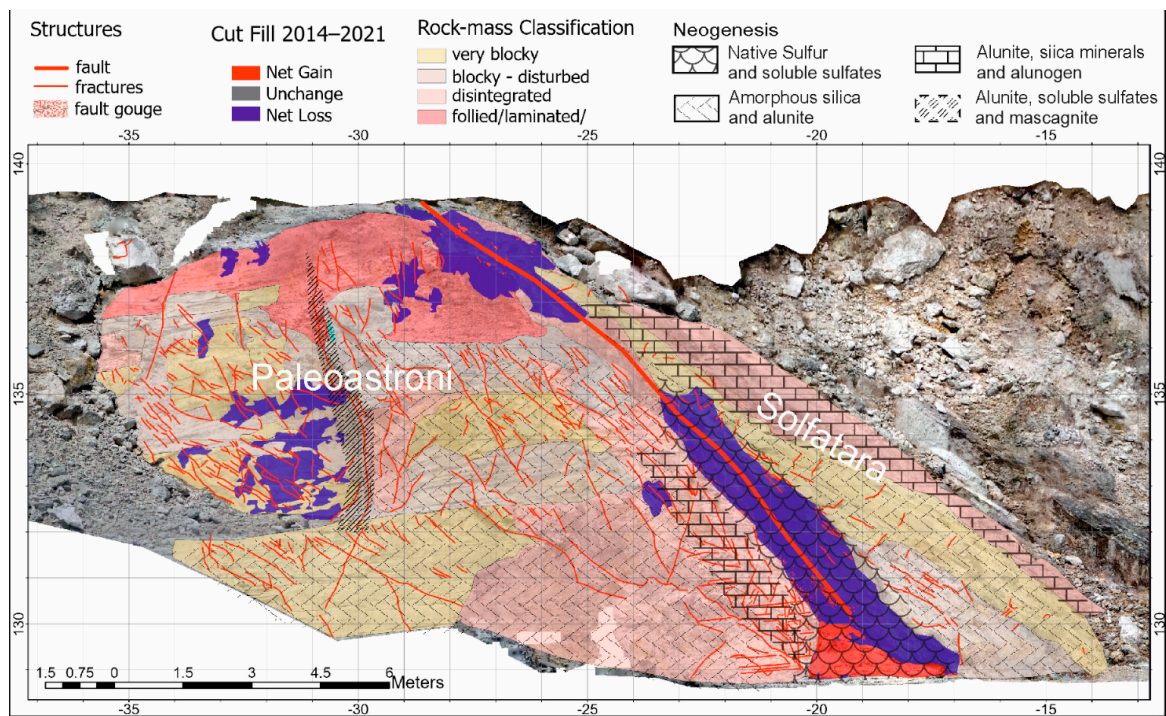 Structures
fault
fractures
fault gouge
Cut Fill 2014–2021
Net Gain
Unchange
Net Loss
Rock-mass Classification
very blocky
blocky - disturbed
disintegrated
follied/laminated/
Neogenesis
Native Sulfur
and soluble sulfates
Amorphous silica
and alunite
Alunite, siica minerals
and alunogen
Alunite, soluble sulfates
and mascagnite
-35 -30 -25 -20 -15
140 140
Paleoastroni
Solfatara
135 135
130 130
1.5 0.75 0 1.5 3 4.5 6 Meters
-35 -30 -25 -20 -15